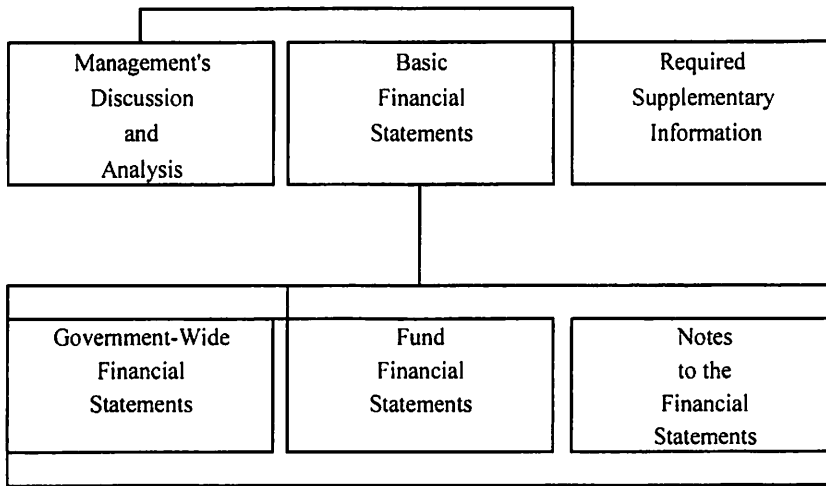 Management's
Discussion
and
Analysis
Basic
Financial
Statements
Required
Supplementary
Information
Government-Wide
Financial
Statements
Fund
Financial
Statements
Notes
to the
Financial
Statements